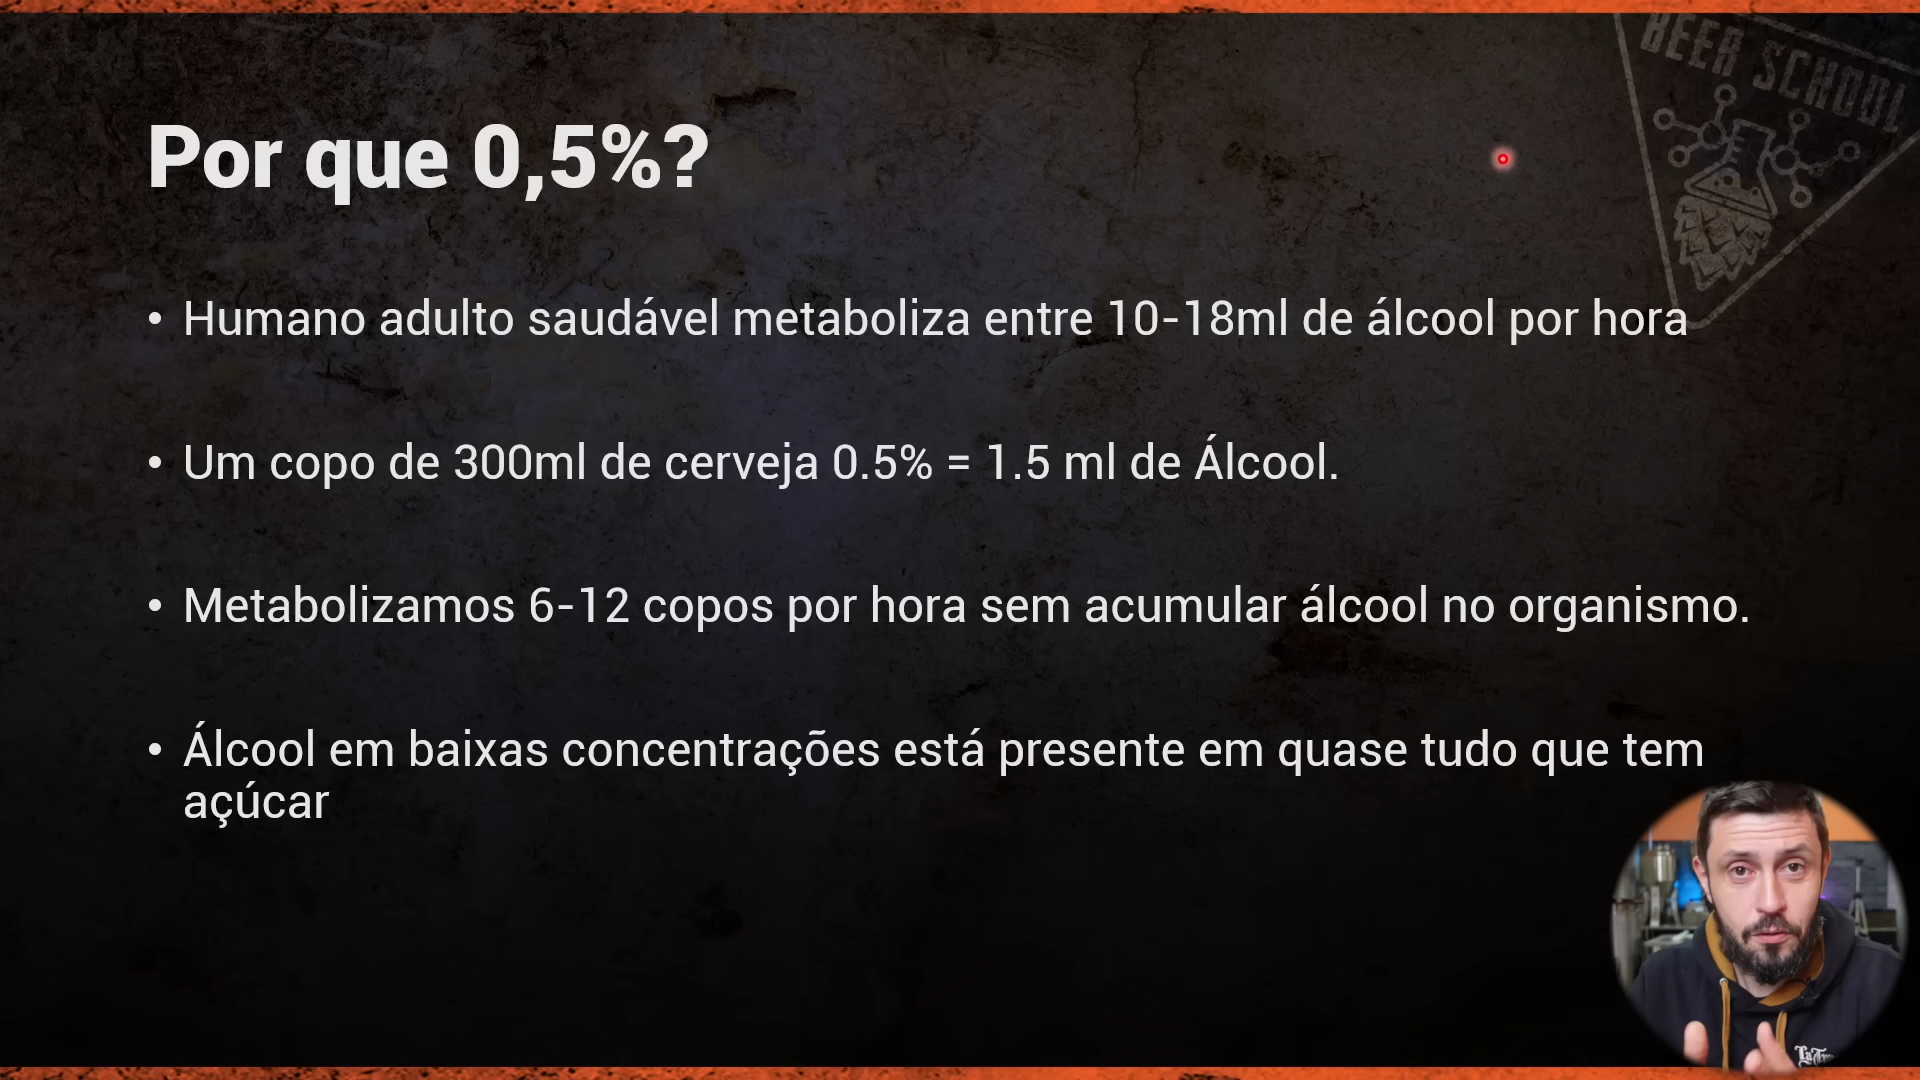 BEER SCHOOL
Por que 0,5%?
• Humano adulto saudável metaboliza entre 10-18ml de álcool por hora
• Um copo de 300ml de cerveja 0.5% = 1.5 ml de Álcool.
• Metabolizamos 6-12 copos por hora sem acumular álcool no organismo.
• Álcool em baixas concentrações está presente em quase tudo que tem
açúcar